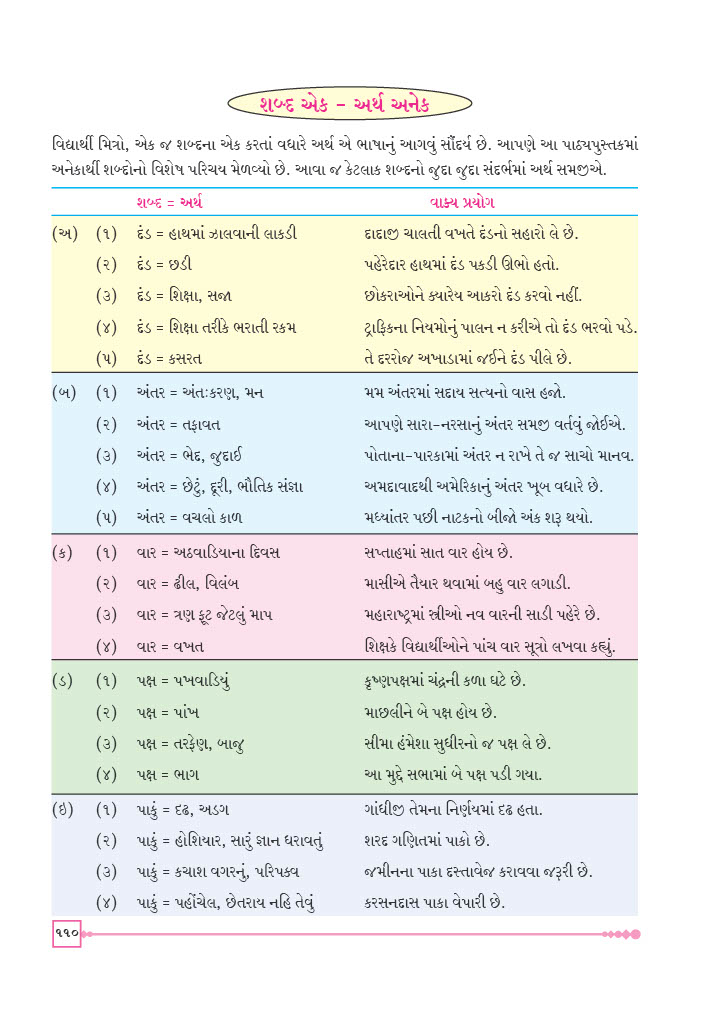 શબ્દ એક - અર્થ અનેક
વિદ્યાર્થી મિત્રો, એક જ શબ્દના એક કરતાં વધારે અર્થ એ ભાષાનું આગવું સૌંદર્ય છે. આપણે આ પાઠ્યપુસ્તકમાં
અનેકાર્થી શબ્દોનો વિશેષ પરિચય મેળવ્યો છે. આવા જ કેટલાક શબ્દનો જુદા જુદા સંદર્ભમાં અર્થ સમજીએ.
શબ્દ = અર્થ વાક્ય પ્રયોગ
(અ) (૧) દંડ = હાથમાં ઝાલવાની લાકડી દાદાજી ચાલતી વખતે દંડનો સહારો લે છે.
(૨) દંડ = છડી પહેરેદાર હાથમાં દંડ પકડી ઊભો હતો.
(૩) દંડ = શિક્ષા, સજા છોકરાઓને ક્યારેય આકરો દંડ કરવો નહીં.
(૪) દંડ = શિક્ષા તરીકે ભરાતી રકમ ટ્રાફિકના નિયમોનું પાલન ન કરીએ તો દંડ ભરવો પડે.
(૫) દંડ = કસરત તે દરરોજ અખાડામાં જઈને દંડ પીલે છે.
(બ) (૧) અંતર = અંતઃકરણ, મન મમ અંતરમાં સદાય સત્યનો વાસ હજો.
(૨) અંતર = તફાવત આપણે સારા-નરસાનું અંતર સમજી વર્તવું જોઈએ.
(૩) અંતર = ભેદ, જુદાઈ પોતાના-પારકામાં અંતર ન રાખે તે જ સાચો માનવ.
(૪) અંતર = છેટું, દૂરી, ભૌતિક સંજ્ઞા અમદાવાદથી અમેરિકાનું અંતર ખૂબ વધારે છે.
(૫) અંતર = વચલો કાળ મધ્યાંતર પછી નાટકનો બીજો અંક શરૂ થયો.
(ક) (૧) વાર = અઠવાડિયાના દિવસ સપ્તાહમાં સાત વાર હોય છે.
(૨) વાર = ઢીલ, વિલંબ માસીએ તૈયાર થવામાં બહુ વાર લગાડી.
(૩) વાર = ત્રણ ફૂટ જેટલું માપ મહારાષ્ટ્રમાં સ્ત્રીઓ નવ વારની સાડી પહેરે છે.
(૪) વાર = વખત શિક્ષકે વિદ્યાર્થીઓને પાંચ વાર સૂત્રો લખવા કહ્યું.
(ડ) (૧) પક્ષ = પખવાડિયું કૃષ્ણપક્ષમાં ચંદ્રની કળા ઘટે છે.
(૨) પક્ષ = પાંખ માછલીને બે પક્ષ હોય છે.
(૩) પક્ષ = તરફેણ, બાજુ સીમા હંમેશા સુધીરનો જ પક્ષ લે છે.
(૪) પક્ષ = ભાગ આ મુદ્દે સભામાં બે પક્ષ પડી ગયા.
(ઇ) (૧) પાકું = દઢ, અડગ ગાંધીજી તેમના નિર્ણયમાં દઢ હતા.
(૨) પાકું = હોશિયાર, સારું જ્ઞાન ધરાવતું શરદ ગણિતમાં પાકો છે.
(૩) પાકું = કચાશ વગરનું, પરિપક્વ જમીનના પાકા દસ્તાવેજ કરાવવા જરૂરી છે.
(૪) પાકું = પહોંચેલ, છેતરાય નહિ તેવું કરસનદાસ પાકા વેપારી છે.
૧૧૦